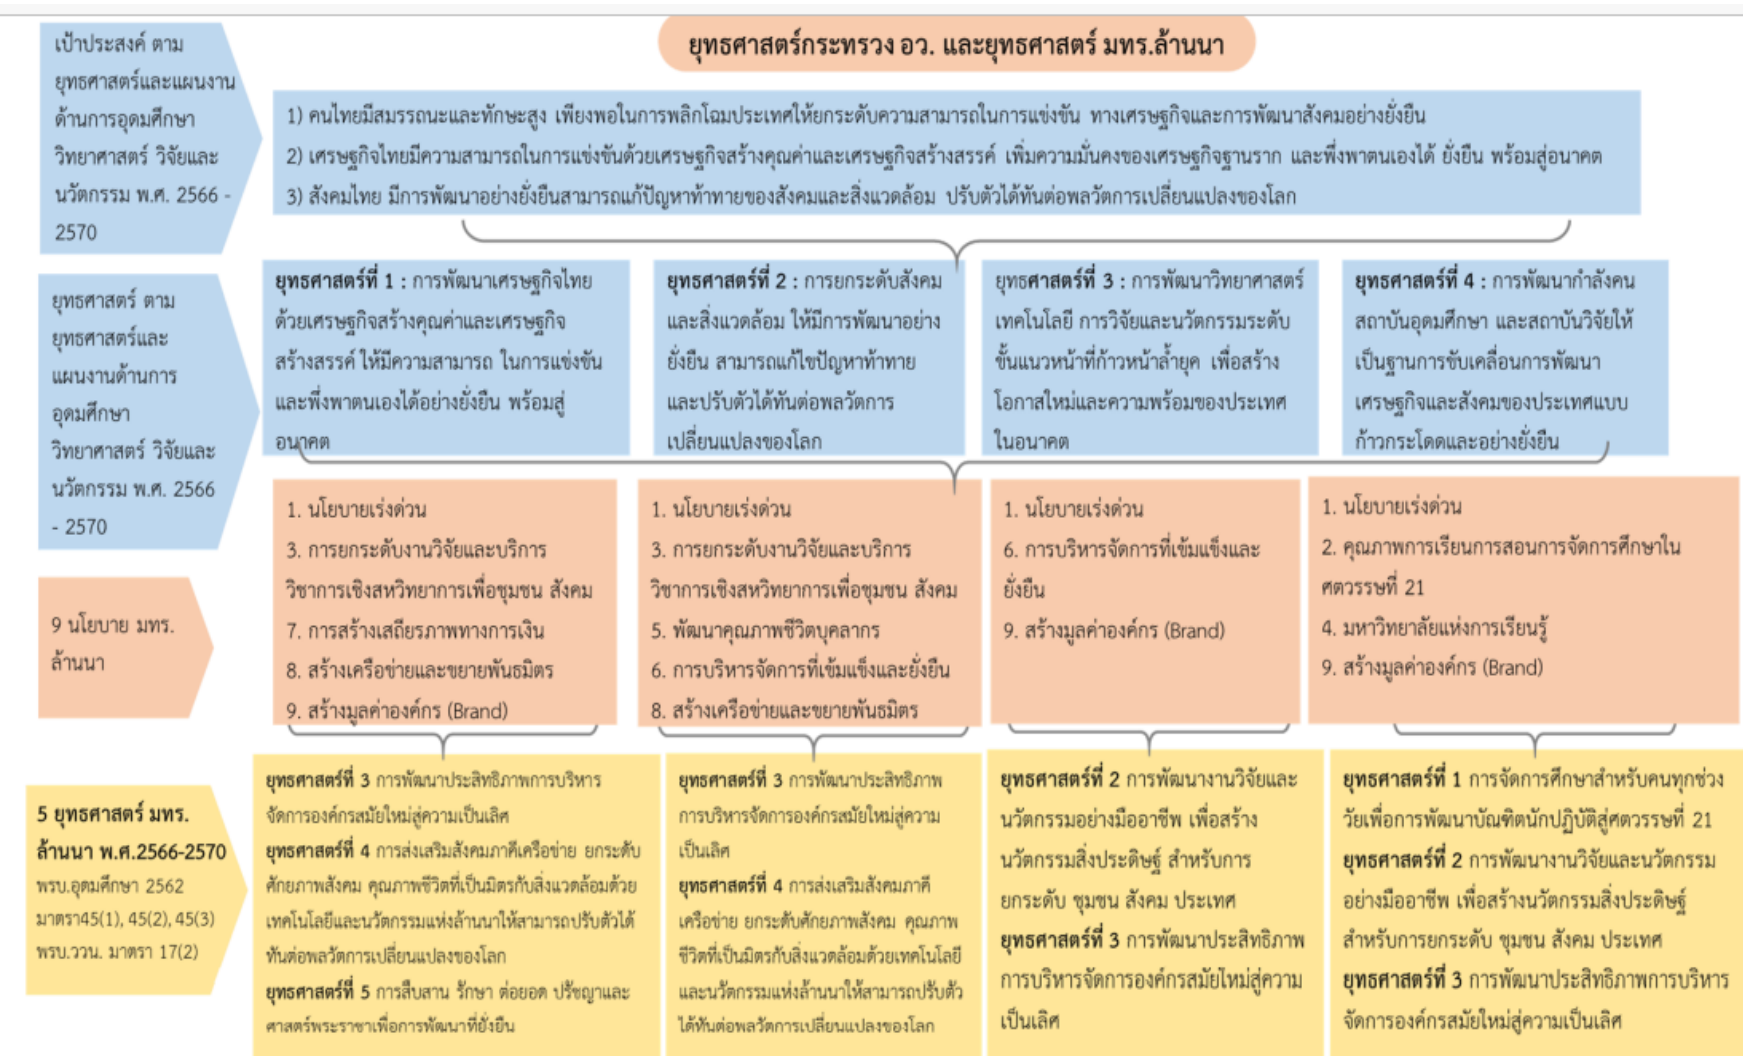 ยุทธศาสตร์กระทรวง อว. และยุทธศาสตร์ มทร.ล้านนา
เป้าประสงค์ ตาม
ยุทธศาสตร์และแผนงาน
ด้านการอุดมศึกษา
วิทยาศาสตร์ วิจัยและ
นวัตกรรม พ.ศ. 2566 -
2570
1) คนไทยมีสมรรถนะและทักษะสูง เพียงพอในการพลิกโฉมประเทศให้ยกระดับความสามารถในการแข่งขัน ทางเศรษฐกิจและการพัฒนาสังคมอย่างยั่งยืน
2) เศรษฐกิจไทยมีความสามารถในการแข่งขันด้วยเศรษฐกิจสร้างคุณค่าและเศรษฐกิจสร้างสรรค์ เพิ่มความมั่นคงของเศรษฐกิจฐานราก และพึ่งพาตนเองได้ ยั่งยืน พร้อมสู่อนาคต
3) สังคมไทย มีการพัฒนาอย่างยั่งยืนสามารถแก้ปัญหาท้าทายของสังคมและสิ่งแวดล้อม ปรับตัวได้ทันต่อพลวัตการเปลี่ยนแปลงของโลก
ยุทธศาสตร์ ตาม
ยุทธศาสตร์และ
แผนงานด้านการ
อุดมศึกษา
วิทยาศาสตร์ วิจัยและ
นวัตกรรม พ.ศ. 2566
- 2570
ยุทธศาสตร์ที่ 1 : การพัฒนาเศรษฐกิจไทย
ด้วยเศรษฐกิจสร้างคุณค่าและเศรษฐกิจ
สร้างสรรค์ ให้มีความสามารถ ในการแข่งขัน
และพึ่งพาตนเองได้อย่างยั่งยืน พร้อมสู่
อนาคต
ยุทธศาสตร์ที่ 2 : การยกระดับสังคม
และสิ่งแวดล้อม ให้มีการพัฒนาอย่าง
ยั่งยืน สามารถแก้ไขปัญหาท้าทาย
และปรับตัวได้ทันต่อพลวัตการ
เปลี่ยนแปลงของโลก
ยุทธศาสตร์ที่ 3 : การพัฒนาวิทยาศาสตร์
เทคโนโลยี การวิจัยและนวัตกรรมระดับ
ขั้นแนวหน้าที่ก้าวหน้าล้ำยุค เพื่อสร้าง
โอกาสใหม่และความพร้อมของประเทศ
ในอนาคต
ยุทธศาสตร์ที่ 4 : การพัฒนากำลังคน
สถาบันอุดมศึกษา และสถาบันวิจัยให้
เป็นฐานการขับเคลื่อนการพัฒนา
เศรษฐกิจและสังคมของประเทศแบบ
ก้าวกระโดดและอย่างยั่งยืน
9 นโยบาย มทร.
ล้านนา
1. นโยบายเร่งด่วน
3. การยกระดับงานวิจัยและบริการ
วิชาการเชิงสหวิทยาการเพื่อชุมชน สังคม
7. การสร้างเสถียรภาพทางการเงิน
8. สร้างเครือข่ายและขยายพันธมิตร
9. สร้างมูลค่าองค์กร (Brand)
1. นโยบายเร่งด่วน
3. การยกระดับงานวิจัยและบริการ
วิชาการเชิงสหวิทยาการเพื่อชุมชน สังคม
5. พัฒนาคุณภาพชีวิตบุคลากร
6. การบริหารจัดการที่เข้มแข็งและยั่งยืน
8. สร้างเครือข่ายและขยายพันธมิตร
1. นโยบายเร่งด่วน
6. การบริหารจัดการที่เข้มแข็งและ
ยั่งยืน
9. สร้างมูลค่าองค์กร (Brand)
1. นโยบายเร่งด่วน
2. คุณภาพการเรียนการสอนการจัดการศึกษาใน
ศตวรรษที่ 21
4. มหาวิทยาลัยแห่งการเรียนรู้
9. สร้างมูลค่าองค์กร (Brand)
5 ยุทธศาสตร์ มทร.
ล้านนา พ.ศ.2566-2570
พรบ.อุดมศึกษา 2562
มาตรา45(1), 45(2), 45(3)
พรบ.ววน. มาตรา 17(2)
ยุทธศาสตร์ที่ 3 การพัฒนาประสิทธิภาพการบริหาร
จัดการองค์กรสมัยใหม่สู่ความเป็นเลิศ
ยุทธศาสตร์ที่ 4 การส่งเสริมสังคมภาคีเครือข่าย ยกระดับ
ศักยภาพสังคม คุณภาพชีวิตที่เป็นมิตรกับสิ่งแวดล้อมด้วย
เทคโนโลยีและนวัตกรรมแห่งล้านนาให้สามารถปรับตัวได้
ทันต่อพลวัตการเปลี่ยนแปลงของโลก
ยุทธศาสตร์ที่ 5 การสืบสาน รักษา ต่อยอด ปรัชญาและ
ศาสตร์พระราชาเพื่อการพัฒนาที่ยั่งยืน
ยุทธศาสตร์ที่ 3 การพัฒนาประสิทธิภาพ
การบริหารจัดการองค์กรสมัยใหม่สู่ความ
เป็นเลิศ
ยุทธศาสตร์ที่ 4 การส่งเสริมสังคมภาคี
เครือข่าย ยกระดับศักยภาพสังคม คุณภาพ
ชีวิตที่เป็นมิตรกับสิ่งแวดล้อมด้วยเทคโนโลยี
และนวัตกรรมแห่งล้านนาให้สามารถปรับตัว
ได้ทันต่อพลวัตการเปลี่ยนแปลงของโลก
ยุทธศาสตร์ที่ 2 การพัฒนางานวิจัยและ
นวัตกรรมอย่างมืออาชีพ เพื่อสร้าง
นวัตกรรมสิ่งประดิษฐ์ สำหรับการ
ยกระดับ ชุมชน สังคม ประเทศ
ยุทธศาสตร์ที่ 3 การพัฒนาประสิทธิภาพ
การบริหารจัดการองค์กรสมัยใหม่สู่ความ
เป็นเลิศ
ยุทธศาสตร์ที่ 1 การจัดการศึกษาสำหรับคนทุกช่วง
วัยเพื่อการพัฒนาบัณฑิตนักปฏิบัติสู่ศตวรรษที่ 21
ยุทธศาสตร์ที่ 2 การพัฒนางานวิจัยและนวัตกรรม
อย่างมืออาชีพ เพื่อสร้างนวัตกรรมสิ่งประดิษฐ์
สำหรับการยกระดับ ชุมชน สังคม ประเทศ
ยุทธศาสตร์ที่ 3 การพัฒนาประสิทธิภาพการบริหาร
จัดการองค์กรสมัยใหม่สู่ความเป็นเลิศ